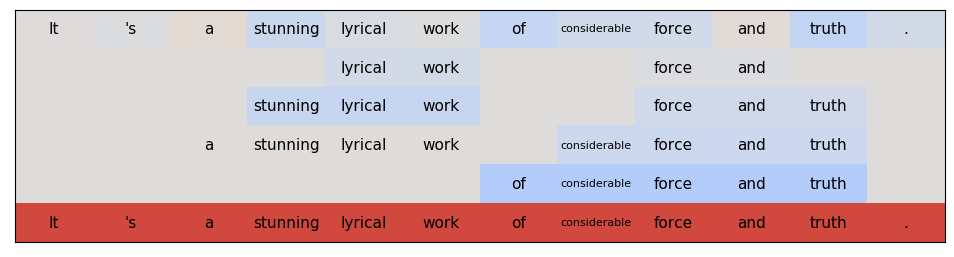 It 's a stunning lyrical work of considerable force and truth .
lyrical work force and
stunning lyrical work force and truth
a stunning lyrical work considerable force and truth
of considerable force and truth
It 's a stunning lyrical work of considerable force and truth .